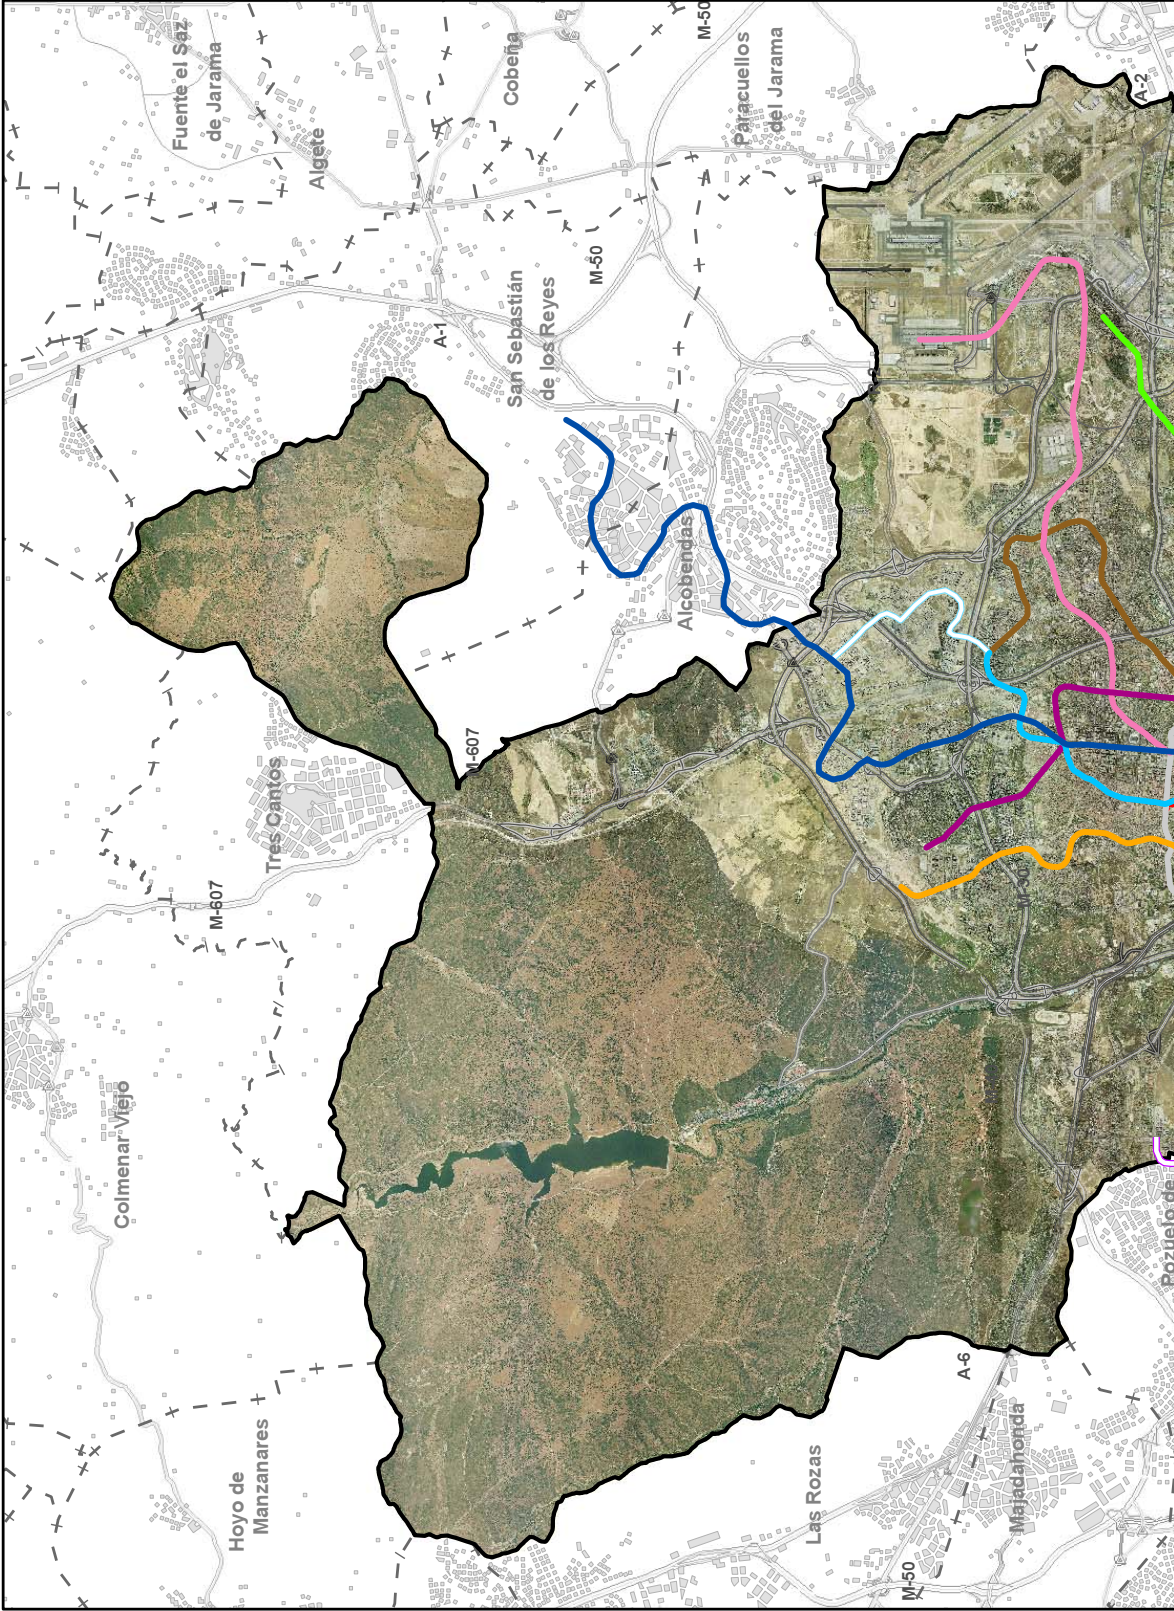 Fuente el Saz
de Jarama
Algete
Cobeña
M-50
Paracuellos
del Jarama
A-2
A-1
San Sebastián
de los Reyes
M-50
Alcobendas
Tres Cantos
M-607
M-607
M-30
Colmenar Viejo
Hoyo de
Manzanares
Las Rozas
A-6
Majadahonda
M-50
Pozuelo de